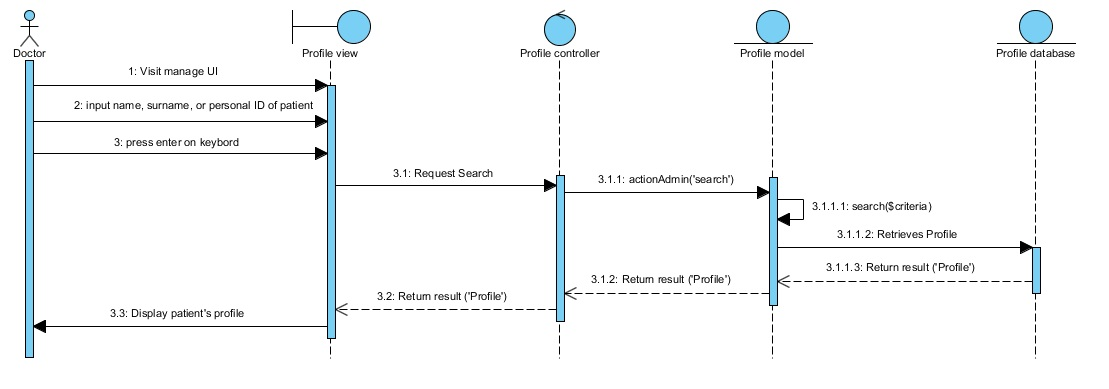 Doctor
Profile view
Profile controller
Profile model
Profile database
1: Visit manage UI
2: input name, surname, or personal ID of patient
3: press enter on keybord
3.1: Request Search
3.1.1: actionAdmin('search')
3.1.1.1: search($criteria)
3.1.1.2: Retrieves Profile
3.1.1.3: Return result ('Profile')
3.1.2: Return result ('Profile')
3.2: Return result ('Profile')
3.3: Display patient's profile